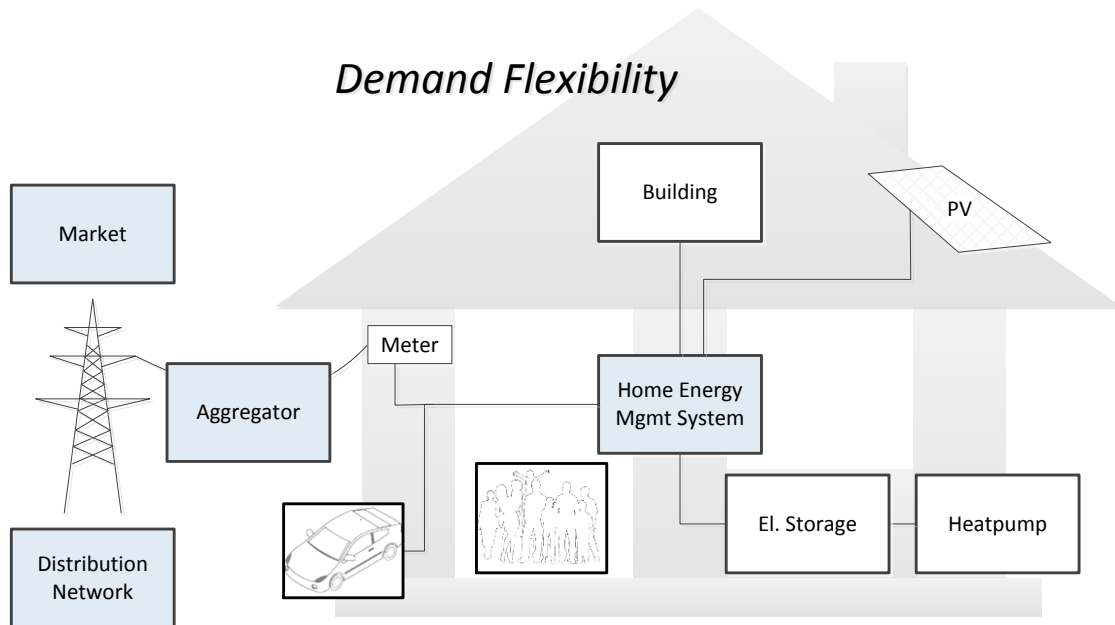 Demand Flexibility
Market
Building
PV
Meter
Aggregator
Home Energy
Mgmt System
El. Storage
Heatpump
Distribution
Network